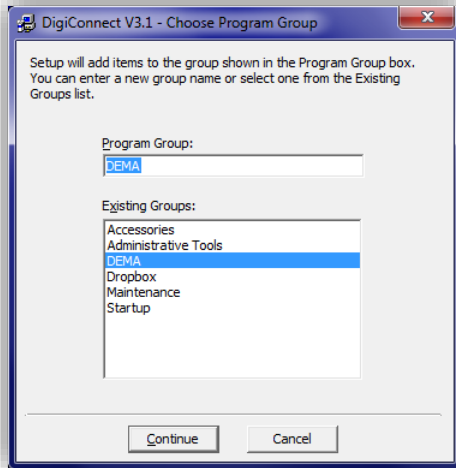 DigiConnect V3.1 - Choose Program Group
X
Setup will add items to the group shown in the Program Group box.
You can enter a new group name or select one from the Existing
Groups list.
Program Group:
DEMA
Existing Groups:
Accessories
Administrative Tools
DEMA
Dropbox
Maintenance
Startup
Continue
Cancel